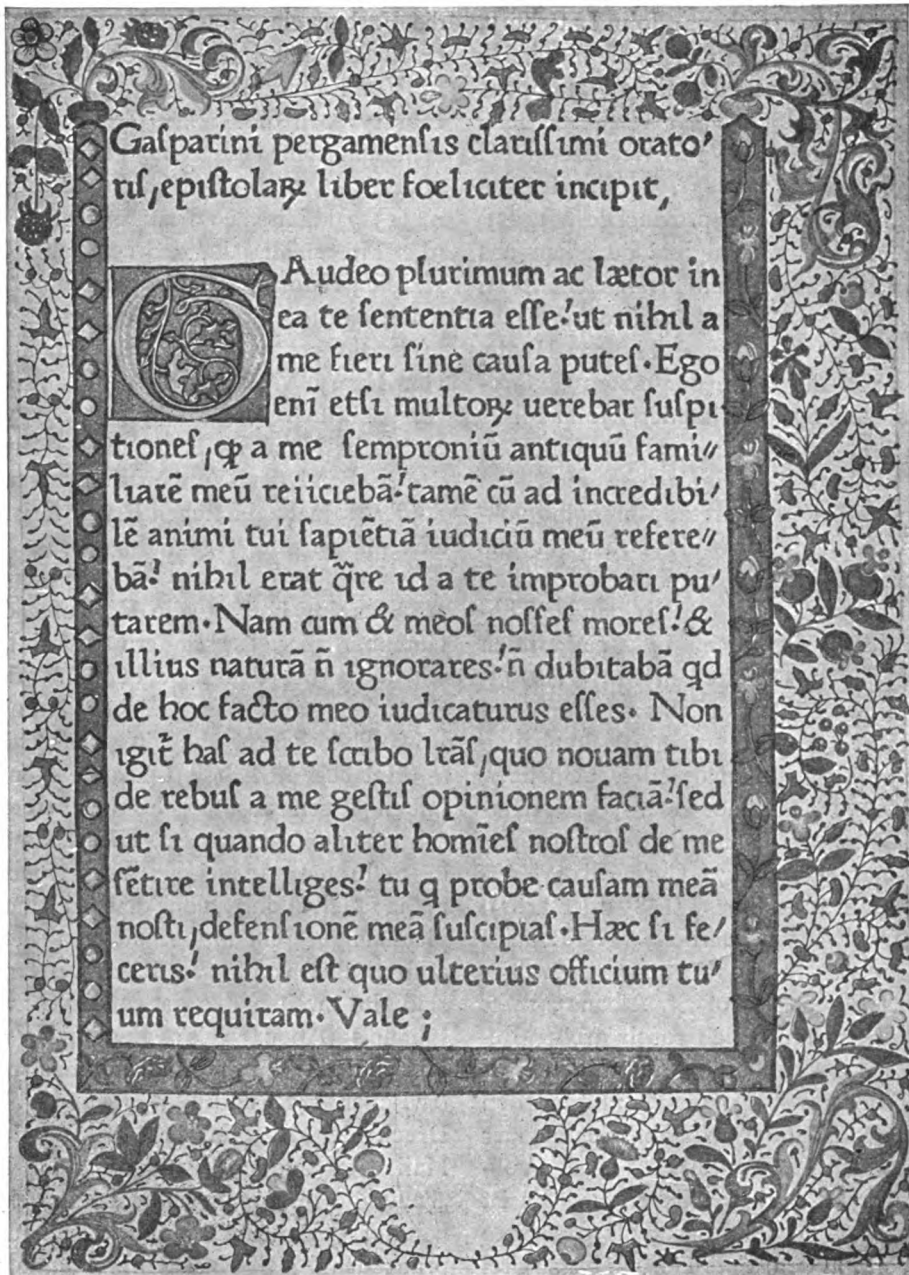 Gaſparini pergamenſis clariſſimi orato⸗
ris,epiſtolaꝝ liber fœliciter incipit,
GAudeo plurimum ac lætor in
ea te ſententia eſſe:ut nihil a
me fieri ſine cauſa puteſ.Ego
enī etſi multoꝝ uerebar ſuſpi
tioneſ,ꝙ a me ſemproniū antiquū fami⸗
liarē meū reiiciebā:tamē cū ad incredibi⸗
lē animi tui ſapiētiā iudiciū meū refere⸗
bā: nihil erat q̃re id a te improbari pu⸗
tarem.Nam cum & meoſ noſſeſ moreſ:&
illius naturā n̄ ignorares:n̄ dubitabā qd
de hoc facto meo iudicaturus eſſes. Non
igit᷑ haſ ad te ſcribo lr̄aſ,quo nouam tibi
de rebuſ a me geſtiſ opinionem faciā:ſed
ut ſi quando aliter homīeſ noſtroſ de me
ſētire intelliges: tu q probe cauſam meā
noſti,defenſionē meā ſuſcipiaſ.Hæc ſi fe⸗
ceris: nihil eſt quo ulterius officium tu⸗
um requiram.Vale ;